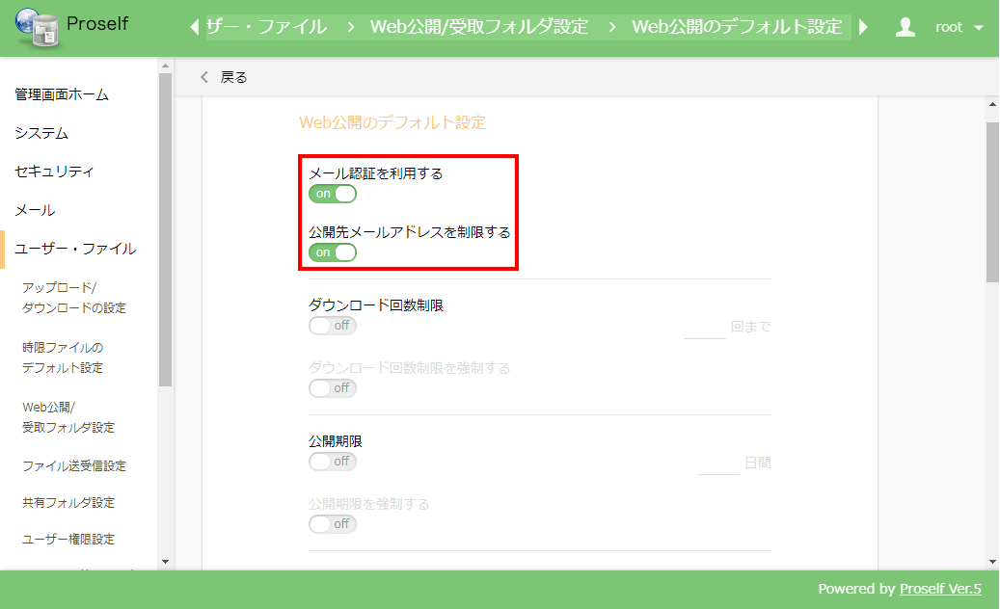 Proself
ザー・ファイル > Web公開/受取フォルダ設定 > Web公開のデフォルト設定
root
戻る
管理画面ホーム
システム
セキュリティ
メール
ユーザー・ファイル
アップロード/
ダウンロードの設定
時限ファイルの
デフォルト設定
Web公開/
受取フォルダ設定
ファイル送受信設定
共有フォルダ設定
ユーザー権限設定
Web公開のデフォルト設定
メール認証を利用する
on
公開先メールアドレスを制限する
on
ダウンロード回数制限
off
回まで
ダウンロード回数制限を強制する
off
公開期限
off
日間
公開期限を強制する
off
Powered by Proself Ver.5